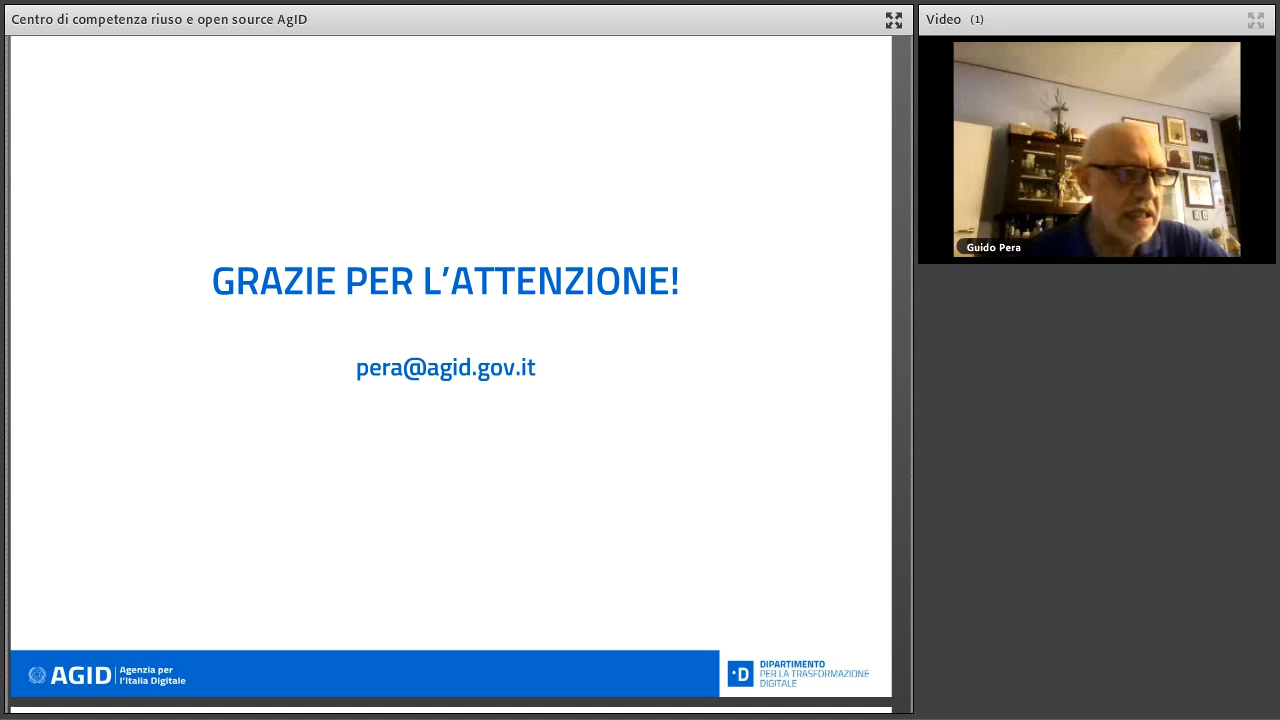 Centro di competenza riuso e open source AgID
Video (1)
Guido Pera
GRAZIE PER L’ATTENZIONE!
pera@agid.gov.it
AGID
Agenzia per
l’Italia Digitale
·D
DIPARTIMENTO
PER LA TRASFORMAZIONE
DIGITALE